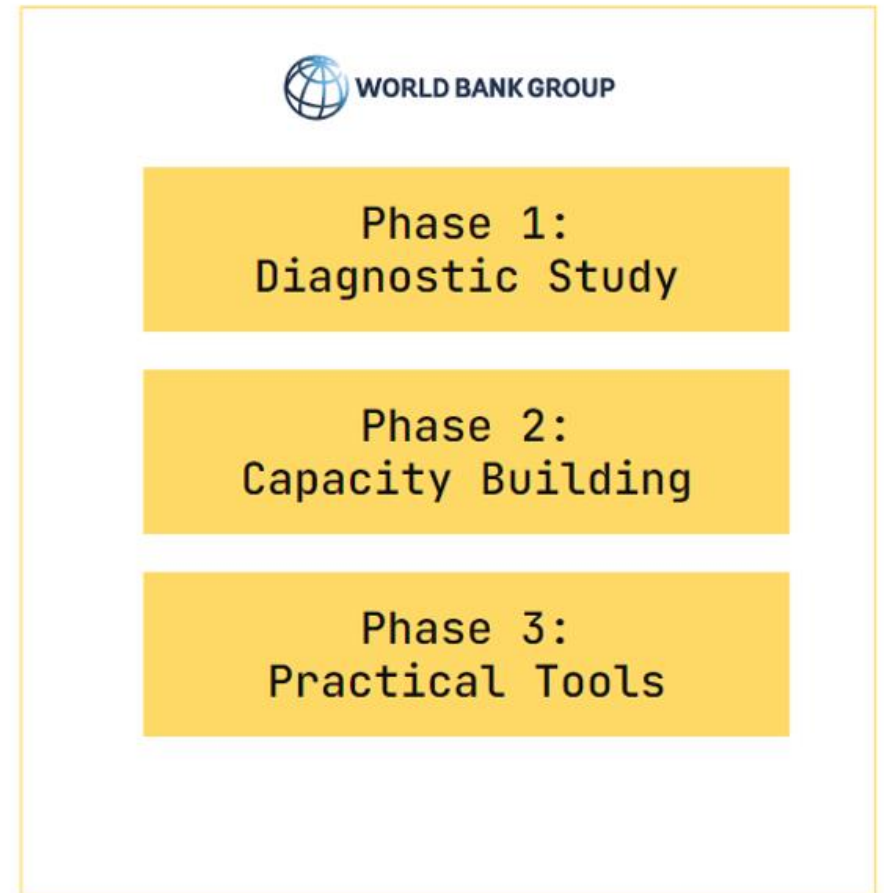 WORLD BANK GROUP
Phase 1:
Diagnostic Study
Phase 2:
Capacity Building
Phase 3:
Practical Tools